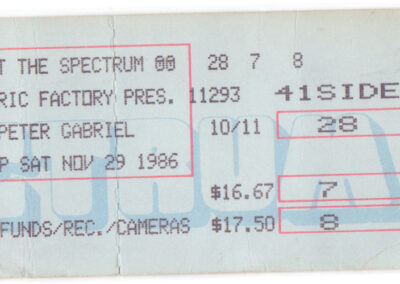 T THE SPECTRUM 00 28 7 8
RIC FACTORY PRES. 11293 41SIDE
PETER GABRIEL 10/11 28
P SAT NOV 29 1986
$16.67 7
FUNDS/REC./CAMERAS $17.50 8